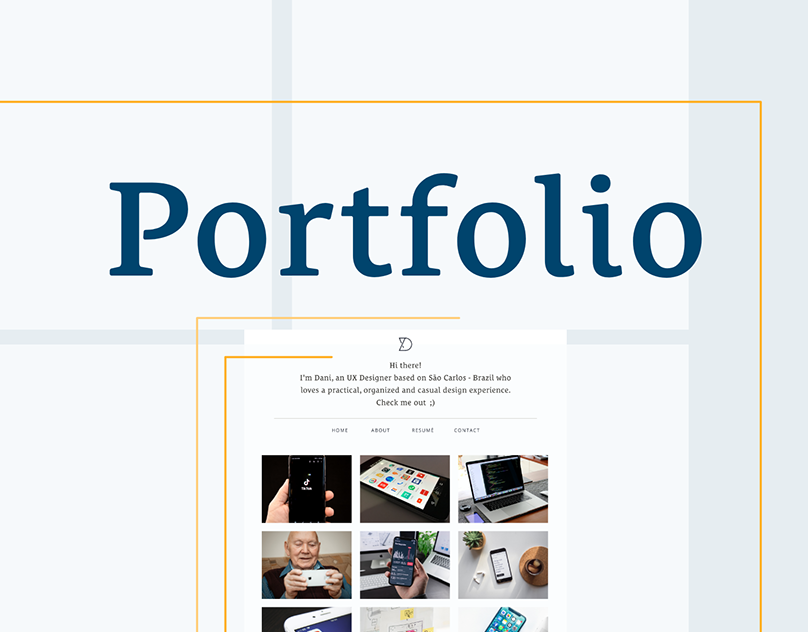 Portfolio
Hi there!
I'm Dani, an UX Designer based on São Carlos - Brazil who
loves a practical, organized and casual design experience.
Check me out ;)
HOME ABOUT RESUMÉ CONTACT
TikTok